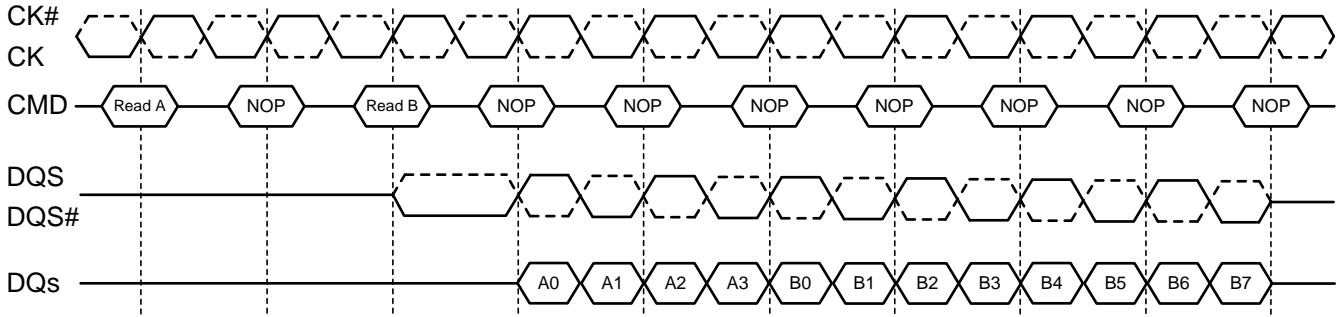 CK#
CK
CMD Read A NOP Read B NOP NOP NOP NOP NOP NOP NOP
DQS
DQS#
DQs A0 A1 A2 A3 B0 B1 B2 B3 B4 B5 B6 B7